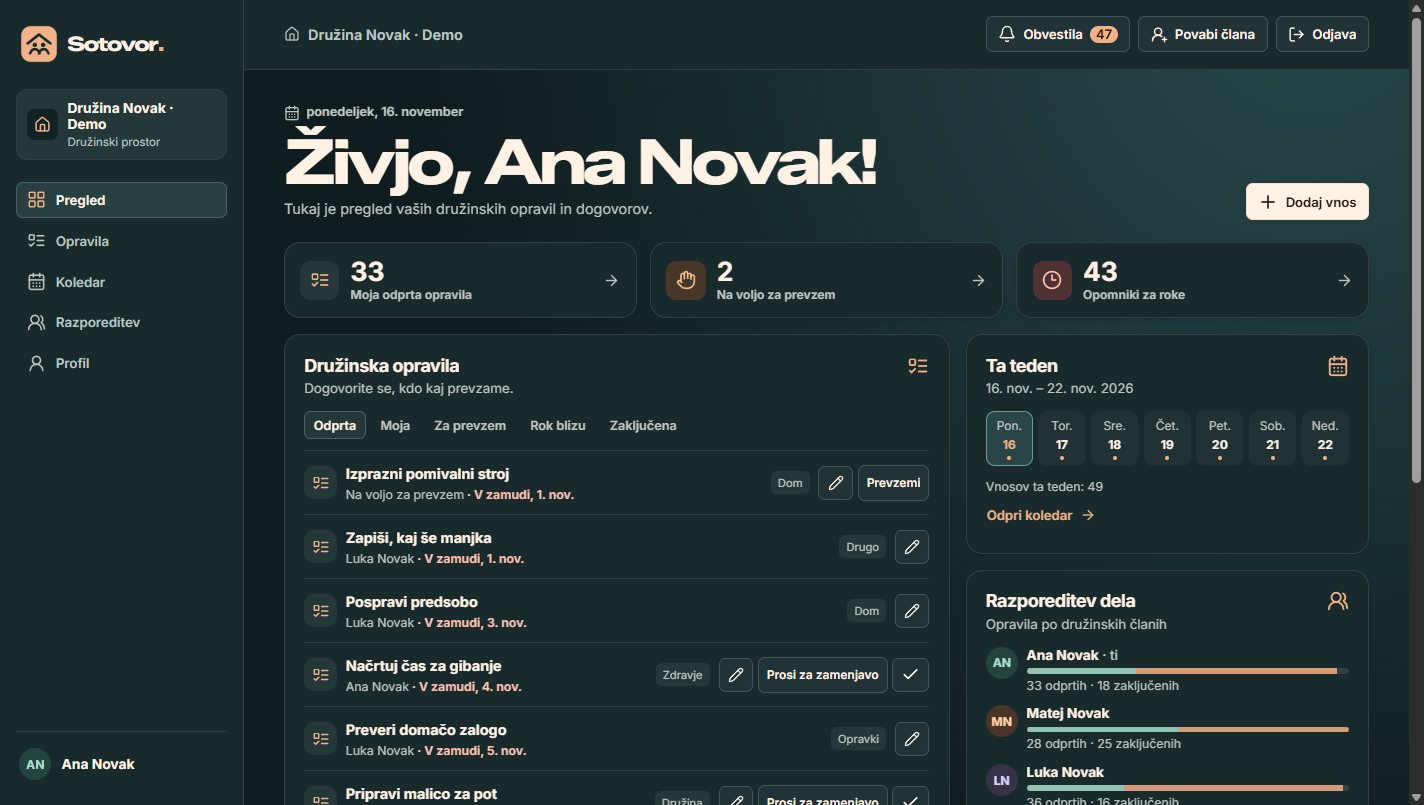 Sotovor.
Družina Novak ·
Demo
Družinski prostor
Pregled
Opravila
Koledar
Razporeditev
Profil
AN Ana Novak
Družina Novak · Demo
Obvestila 47
Povabi člana
Odjava
ponedeljek, 16. november
Živjo, Ana Novak!
Tukaj je pregled vaših družinskih opravil in dogovorov.
Dodaj vnos
33
Moja odprta opravila
2
Na voljo za prevzem
43
Opomniki za roke
Družinska opravila
Dogovorite se, kdo kaj prevzame.
Odprta Moja Za prevzem Rok blizu Zaključena
Izprazni pomivalni stroj
Na voljo za prevzem · V zamudi, 1. nov.
Dom Prevzemi
Zapiši, kaj še manjka
Luka Novak · V zamudi, 1. nov.
Drugo
Pospravi predsobo
Luka Novak · V zamudi, 3. nov.
Dom
Načrtuj čas za gibanje
Ana Novak · V zamudi, 4. nov.
Zdravje Prosi za zamenjavo
Preveri domačo zalogo
Luka Novak · V zamudi, 5. nov.
Opravki
Pripravi malico za pot
Družina Prosi za zamenjavo
Ta teden
16. nov. – 22. nov. 2026
Pon. Tor. Sre. Čet. Pet. Sob. Ned.
16 17 18 19 20 21 22
Vnosov ta teden: 49
Odpri koledar
Razporeditev dela
Opravila po družinskih članih
AN Ana Novak · ti
33 odprtih · 18 zaključenih
MN Matej Novak
28 odprtih · 25 zaključenih
LN Luka Novak
36 odprtih · 16 zaključenih